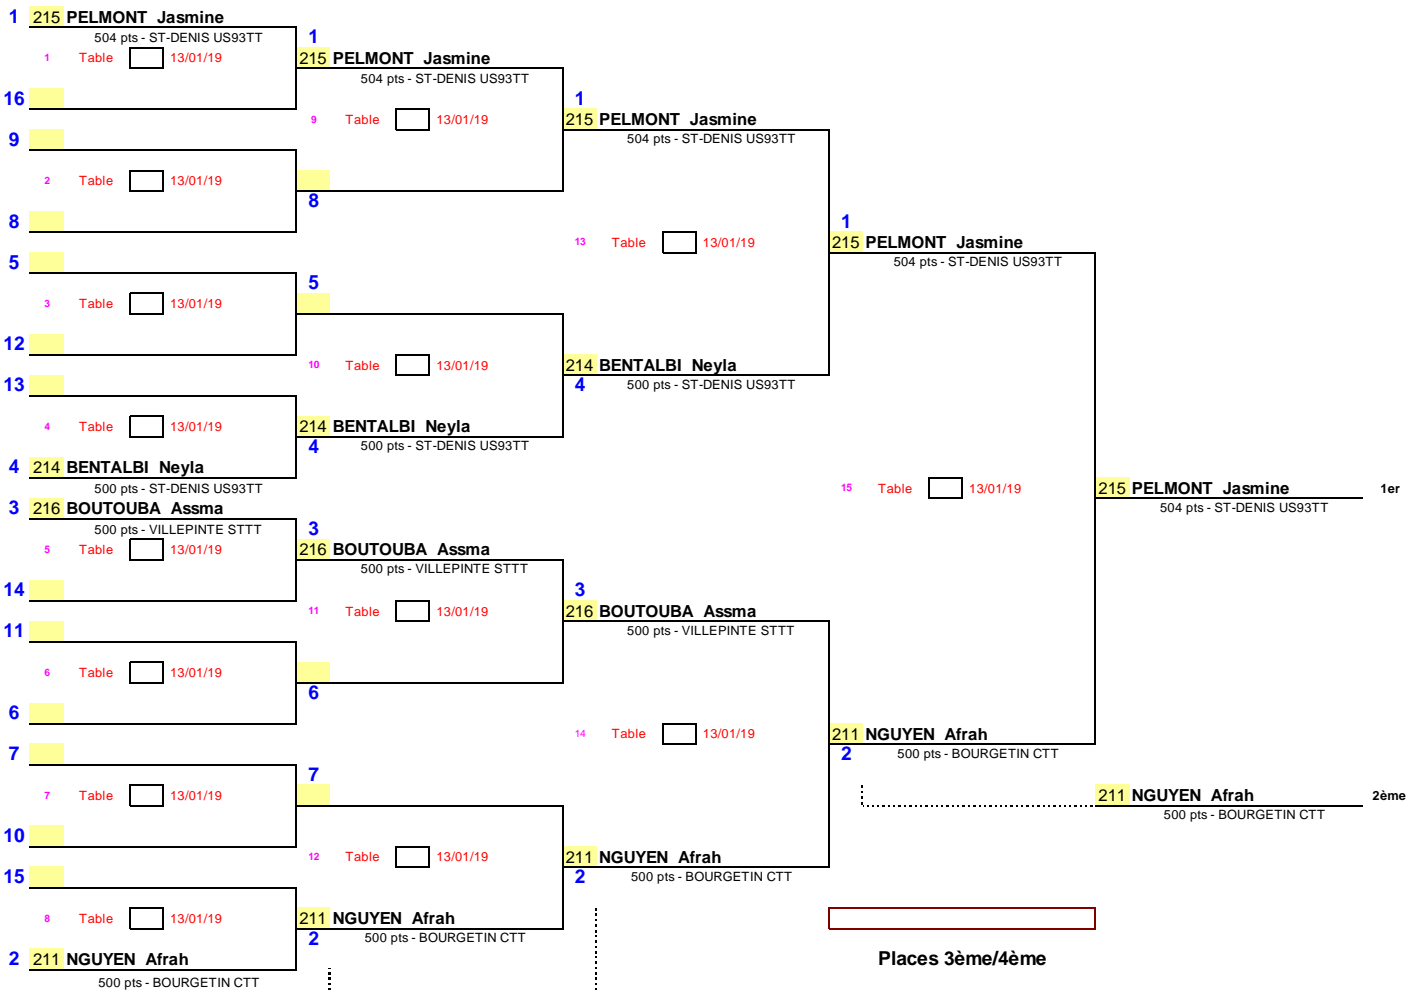 1 215 PELMONT Jasmine
504 pts - ST-DENIS US93TT
1 Table 13/01/19
16
9
2 Table 13/01/19
8
5
3 Table 13/01/19
12
13
4 Table 13/01/19
4 214 BENTALBI Neyla
500 pts - ST-DENIS US93TT
3 216 BOUTOUBA Assma
500 pts - VILLEPINTE STTT
5 Table 13/01/19
14
11
6 Table 13/01/19
6
7
7 Table 13/01/19
10
15
8 Table 13/01/19
2 211 NGUYEN Afrah
500 pts - BOURGETIN CTT
1
215 PELMONT Jasmine
504 pts - ST-DENIS US93TT
9 Table 13/01/19
8
5
10 Table 13/01/19
214 BENTALBI Neyla
4
500 pts - ST-DENIS US93TT
3
216 BOUTOUBA Assma
500 pts - VILLEPINTE STTT
11 Table 13/01/19
6
7
12 Table 13/01/19
211 NGUYEN Afrah
2
500 pts - BOURGETIN CTT
1
215 PELMONT Jasmine
504 pts - ST-DENIS US93TT
13 Table 13/01/19
214 BENTALBI Neyla
4
500 pts - ST-DENIS US93TT
3
216 BOUTOUBA Assma
500 pts - VILLEPINTE STTT
14 Table 13/01/19
211 NGUYEN Afrah
2
500 pts - BOURGETIN CTT
1
215 PELMONT Jasmine
504 pts - ST-DENIS US93TT
15 Table 13/01/19
211 NGUYEN Afrah
2
500 pts - BOURGETIN CTT
215 PELMONT Jasmine 1er
504 pts - ST-DENIS US93TT
211 NGUYEN Afrah 2ème
500 pts - BOURGETIN CTT
Places 3ème/4ème